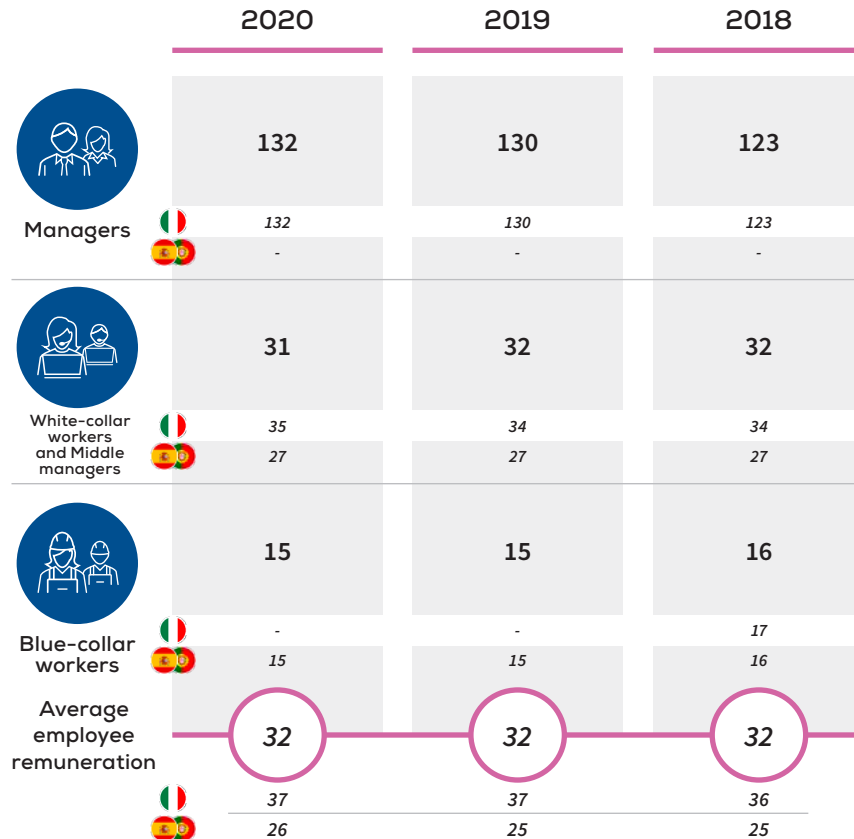 2020 2019 2018
132 130 123
Managers
132 130 123
- - -
31 32 32
White-collar
workers
and Middle
managers
35 34 34
27 27 27
15 15 16
Blue-collar
workers
- - 17
15 15 16
Average
employee
remuneration
32 32 32
37 37 36
26 25 25